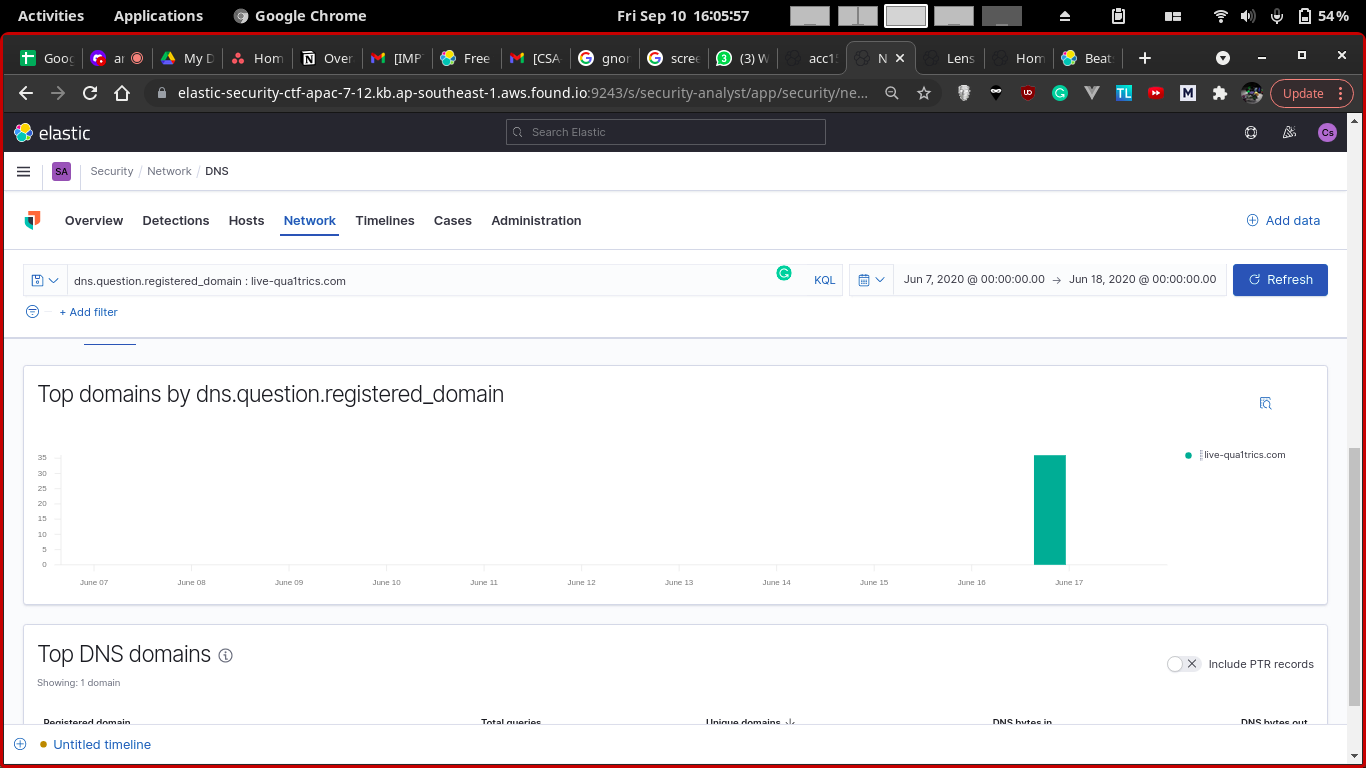 Activities Applications Google Chrome Fri Sep 10 16:05:57 54%
Goog ar My D Hom Over [IMP Free [CSA gnor scree (3) W acc15 N Lens Hom Beat
elastic-security-ctf-apac-7-12.kb.ap-southeast-1.aws.found.io:9243/s/security-analyst/app/security/ne... UD TL M Update
elastic Search Elastic Cs
SA Security / Network / DNS
Overview Detections Hosts Network Timelines Cases Administration Add data
dns.question.registered_domain : live-qua1trics.com KQL Jun 7, 2020 @ 00:00:00.00 → Jun 18, 2020 @ 00:00:00.00 Refresh
+ Add filter
Top domains by dns.question.registered_domain
live-qua1trics.com
35
30
25
20
15
10
5
0
June 07 June 08 June 09 June 10 June 11 June 12 June 13 June 14 June 15 June 16 June 17
Top DNS domains
Include PTR records
Showing: 1 domain
Registered domain Total queries Unique domains DNS bytes in DNS bytes out
Untitled timeline